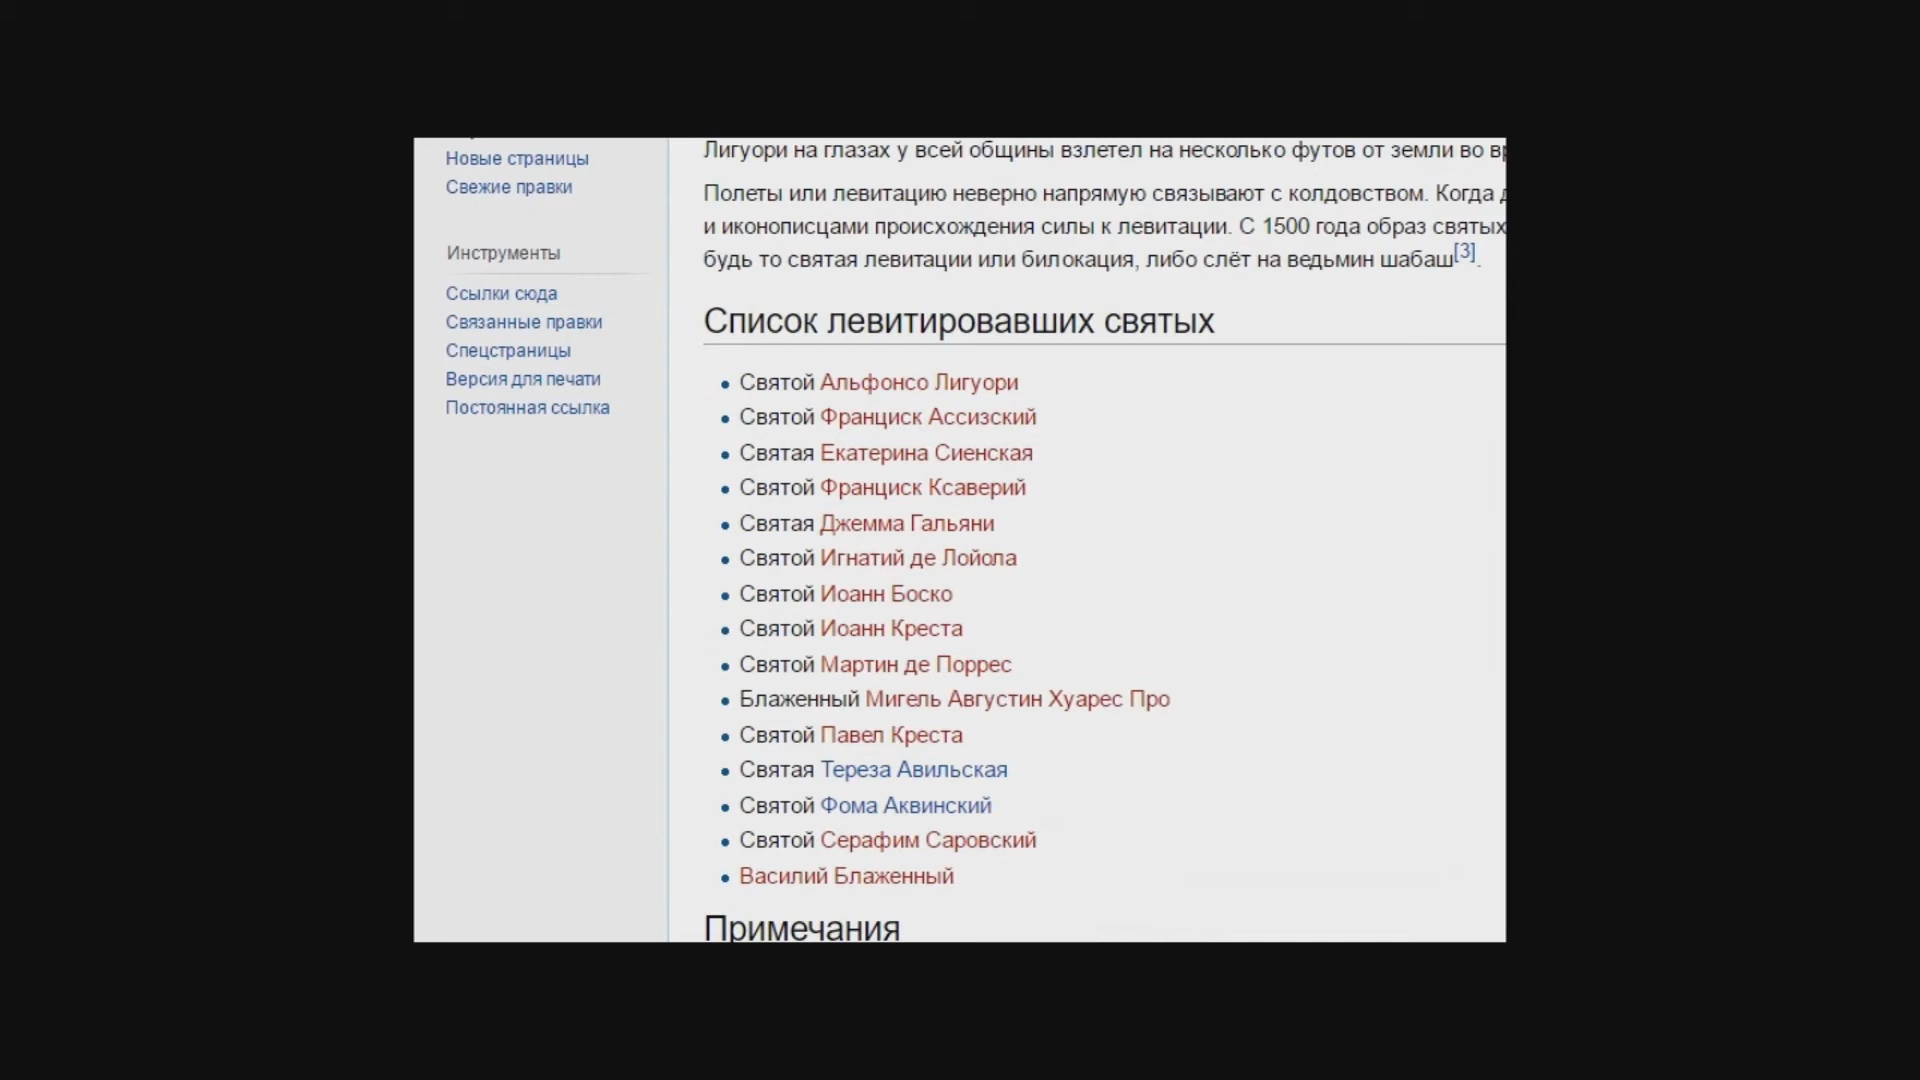 Новые страницы
Свежие правки
Инструменты
Ссылки сюда
Связанные правки
Спецстраницы
Версия для печати
Постоянная ссылка
Лигуори на глазах у всей общины взлетел на несколько футов от земли во
Полеты или левитацию неверно напрямую связывают с колдовством. Когда
и иконописцами происхождения силы к левитации. С 1500 года образ святых
будь то святая левитации или билокация, либо слёт на ведьмин шабаш[3].
Список левитировавших святых
Святой Альфонсо Лигуори
Святой Франциск Ассизский
Святая Екатерина Сиенская
Святой Франциск Ксаверий
Святая Джемма Гальяни
Святой Игнатий де Лойола
Святой Иоанн Боско
Святой Иоанн Креста
Святой Мартин де Поррес
Блаженный Мигель Августин Хуарес Про
Святой Павел Креста
Святая Тереза Авильская
Святой Фома Аквинский
Святой Серафим Саровский
Василий Блаженный
Примечания